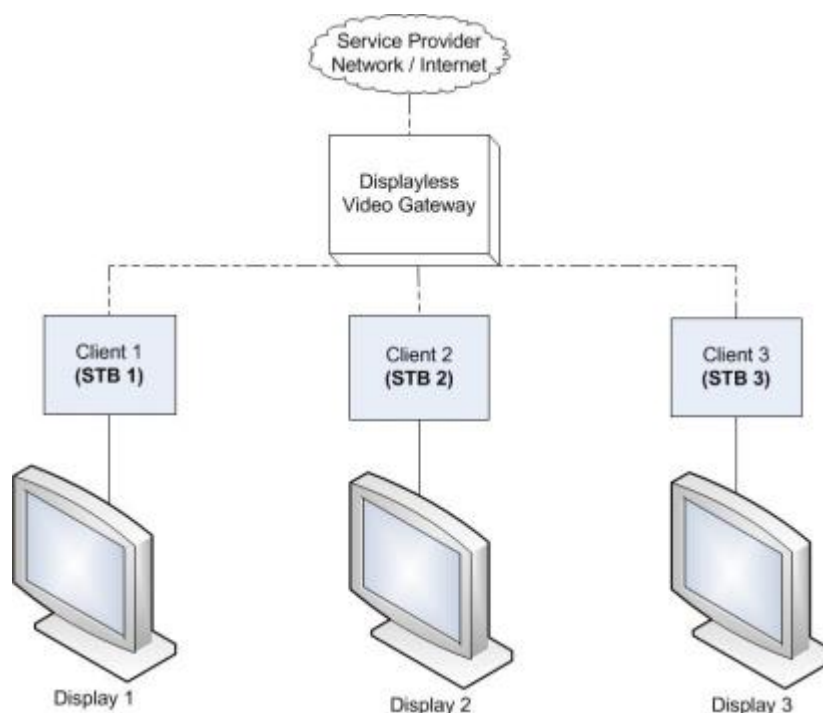 Service Provider
Network / Internet
Displayless
Video Gateway
Client 1
(STB 1)
Client 2
(STB 2)
Client 3
(STB 3)
Display 1
Display 2
Display 3